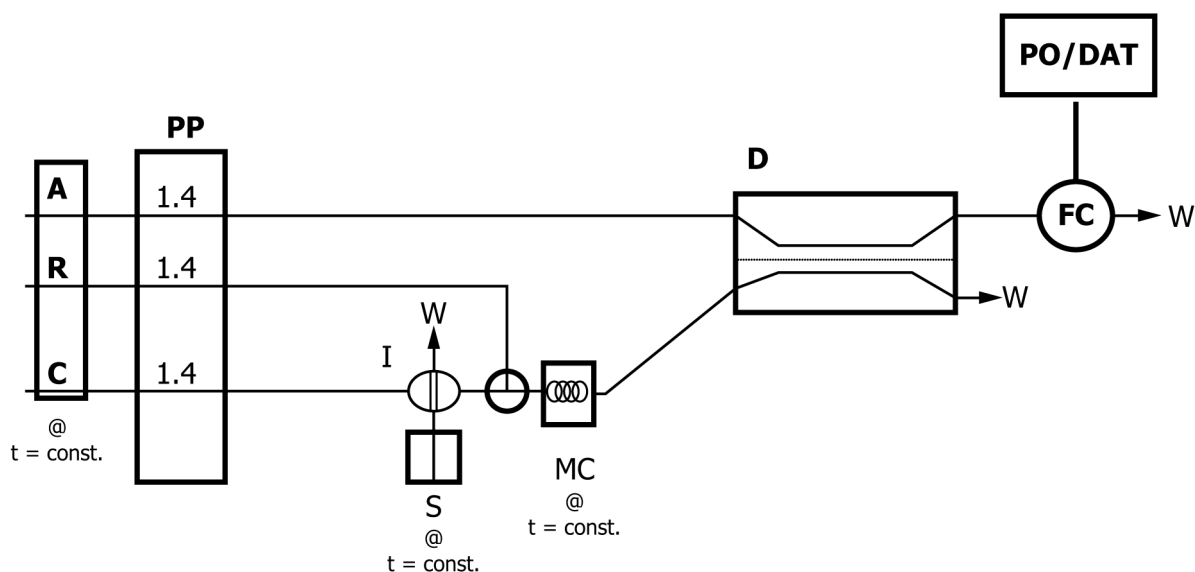 PO/DAT
PP
D
A
1.4
FC
W
R
1.4
W
W
I
C
1.4
@
t = const.
MC
@
t = const.
S
@
t = const.